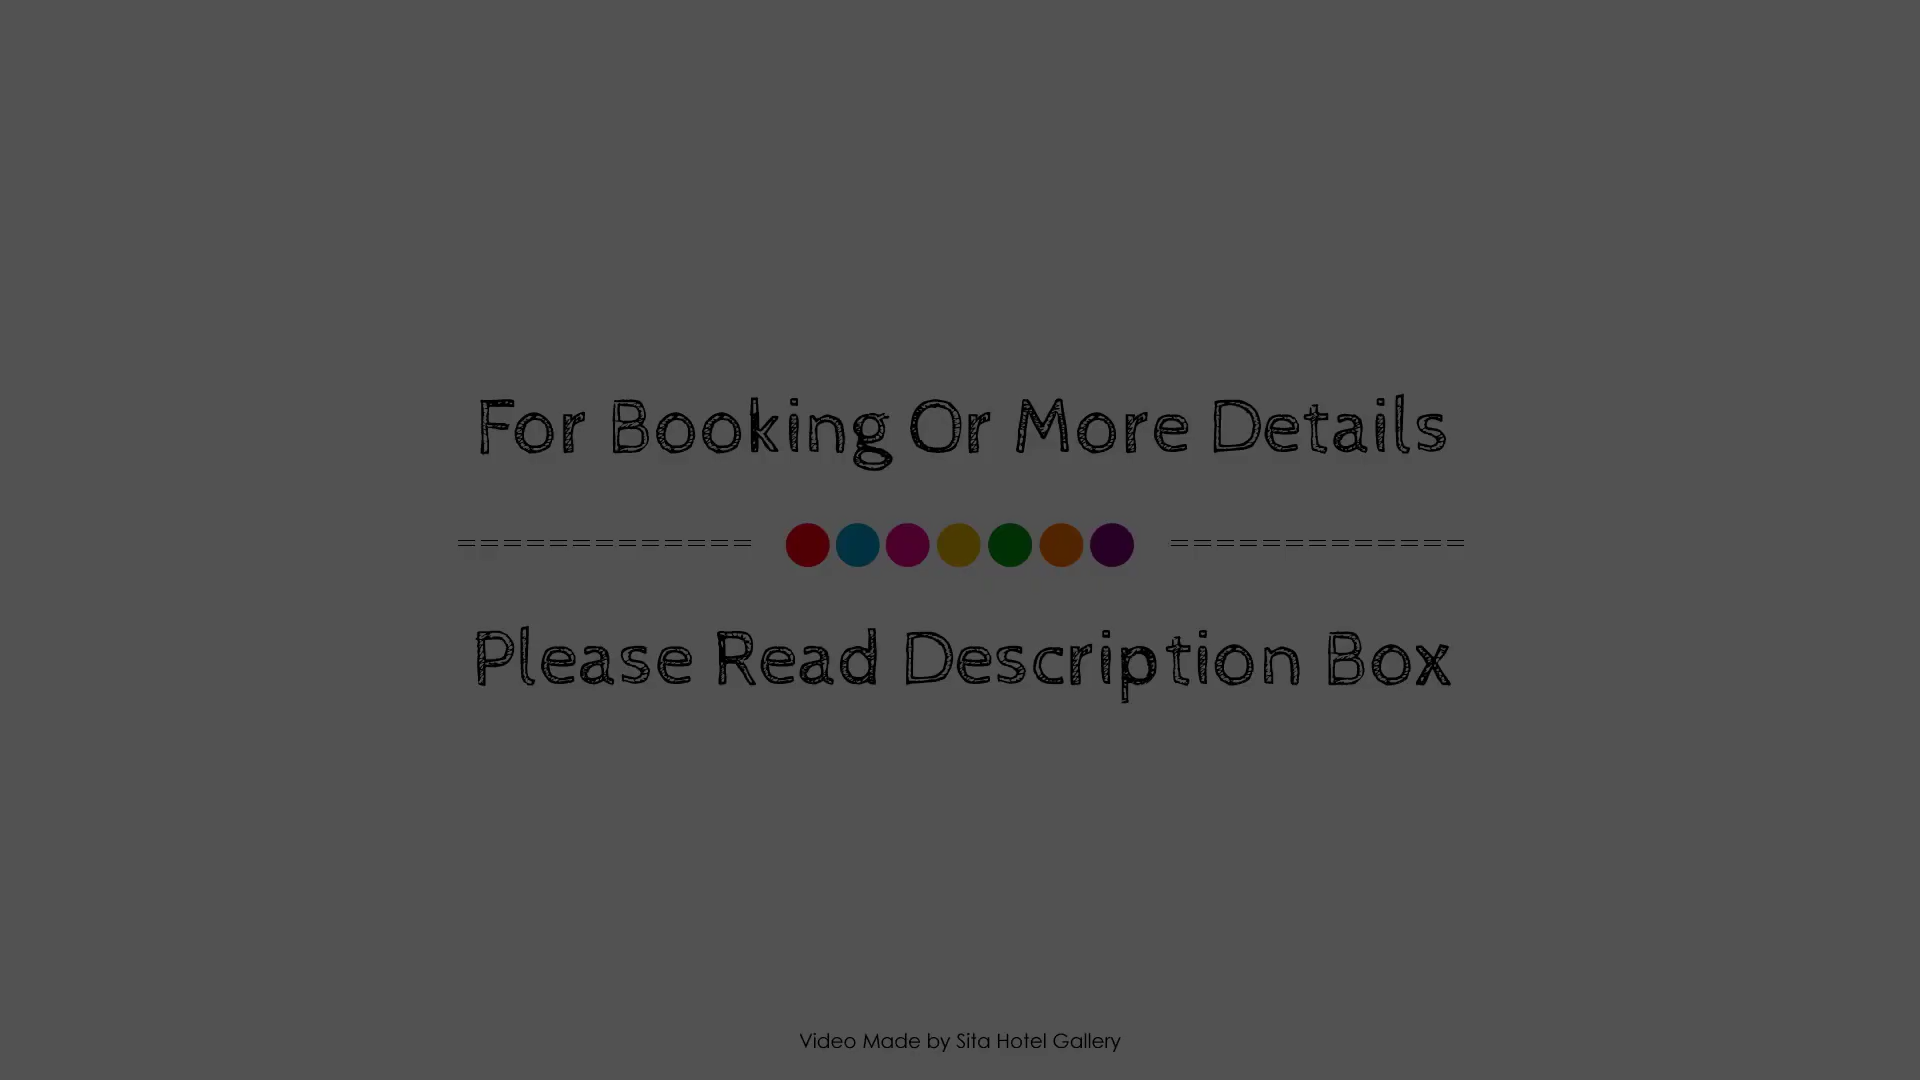 For Booking Or More Details
============= =============
Please Read Description Box
Video Made by Sita Hotel Gallery